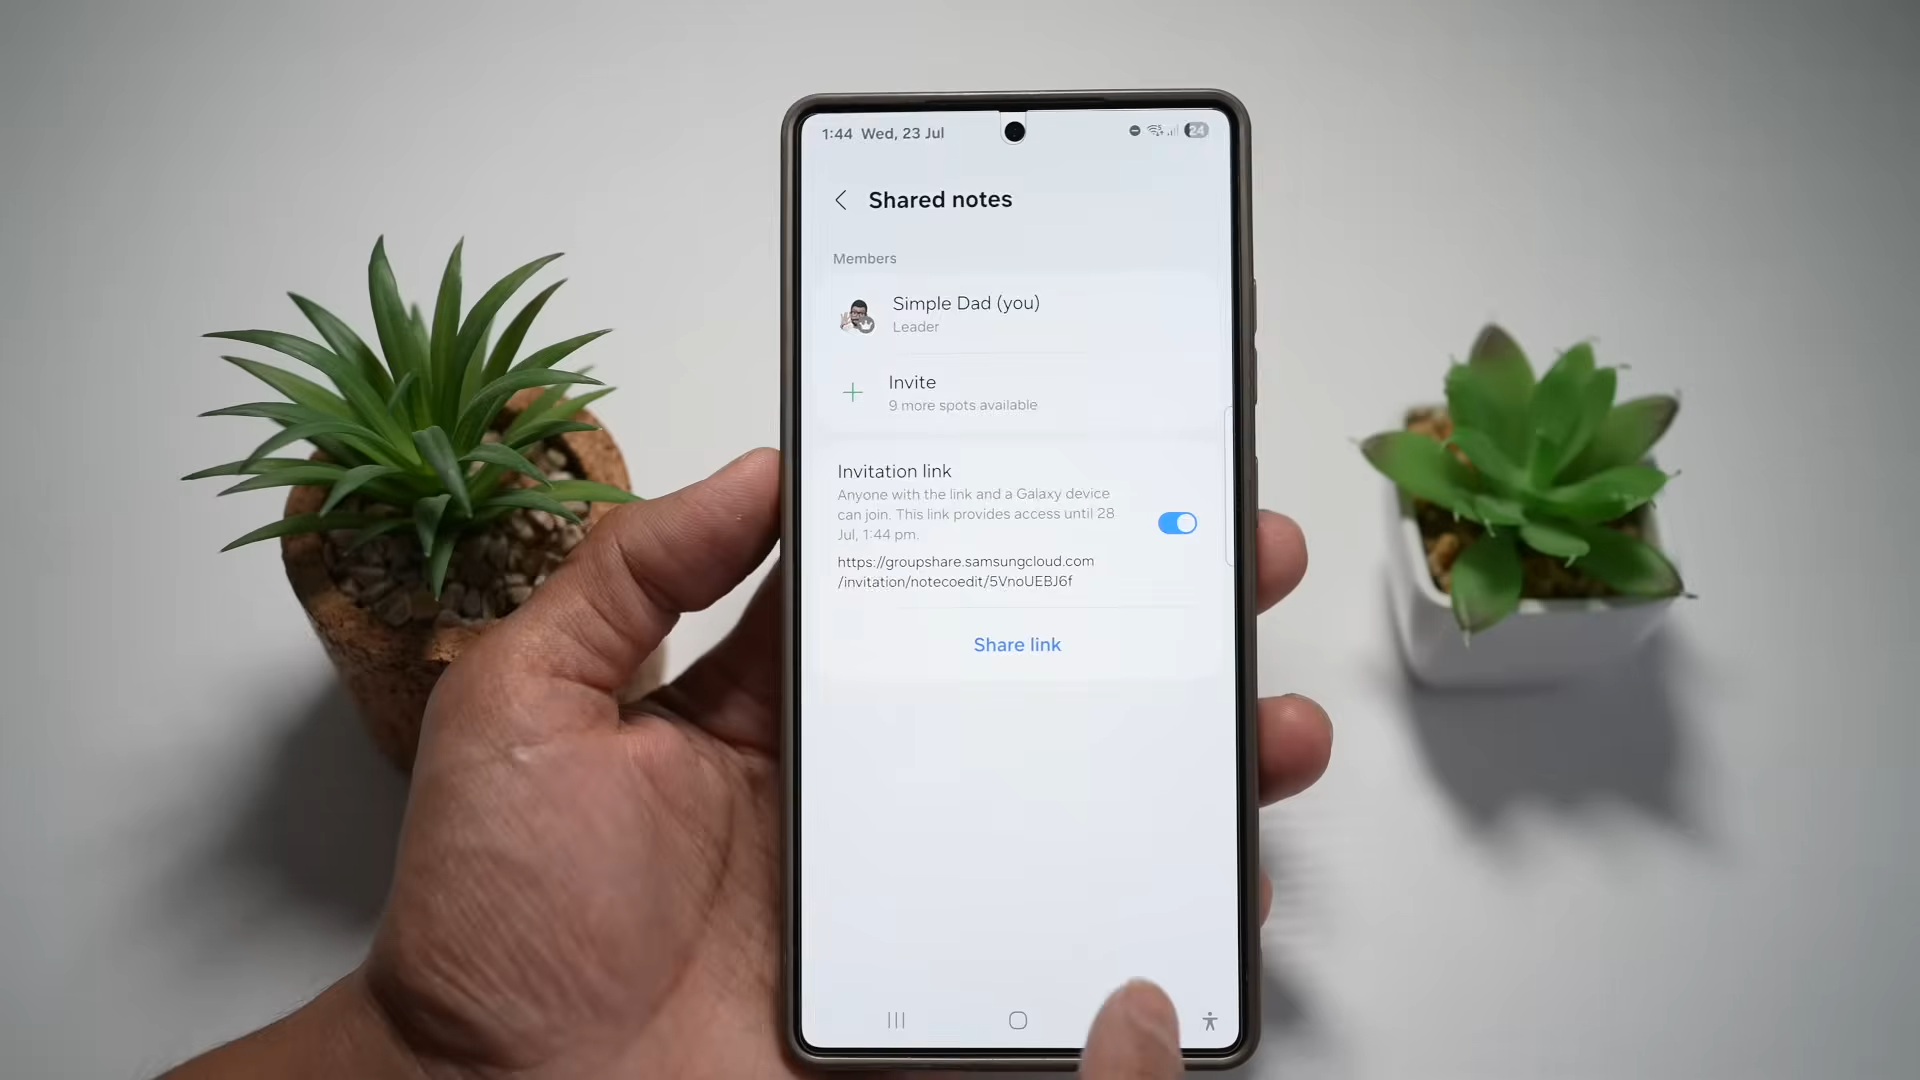 1:44 Wed, 23 Jul
24
Shared notes
Members
Simple Dad (you)
Leader
Invite
9 more spots available
Invitation link
Anyone with the link and a Galaxy device
can join. This link provides access until 28
Jul, 1:44 pm.
https://groupshare.samsungcloud.com
/invitation/notecoedit/5VnoUEBJ6f
Share link